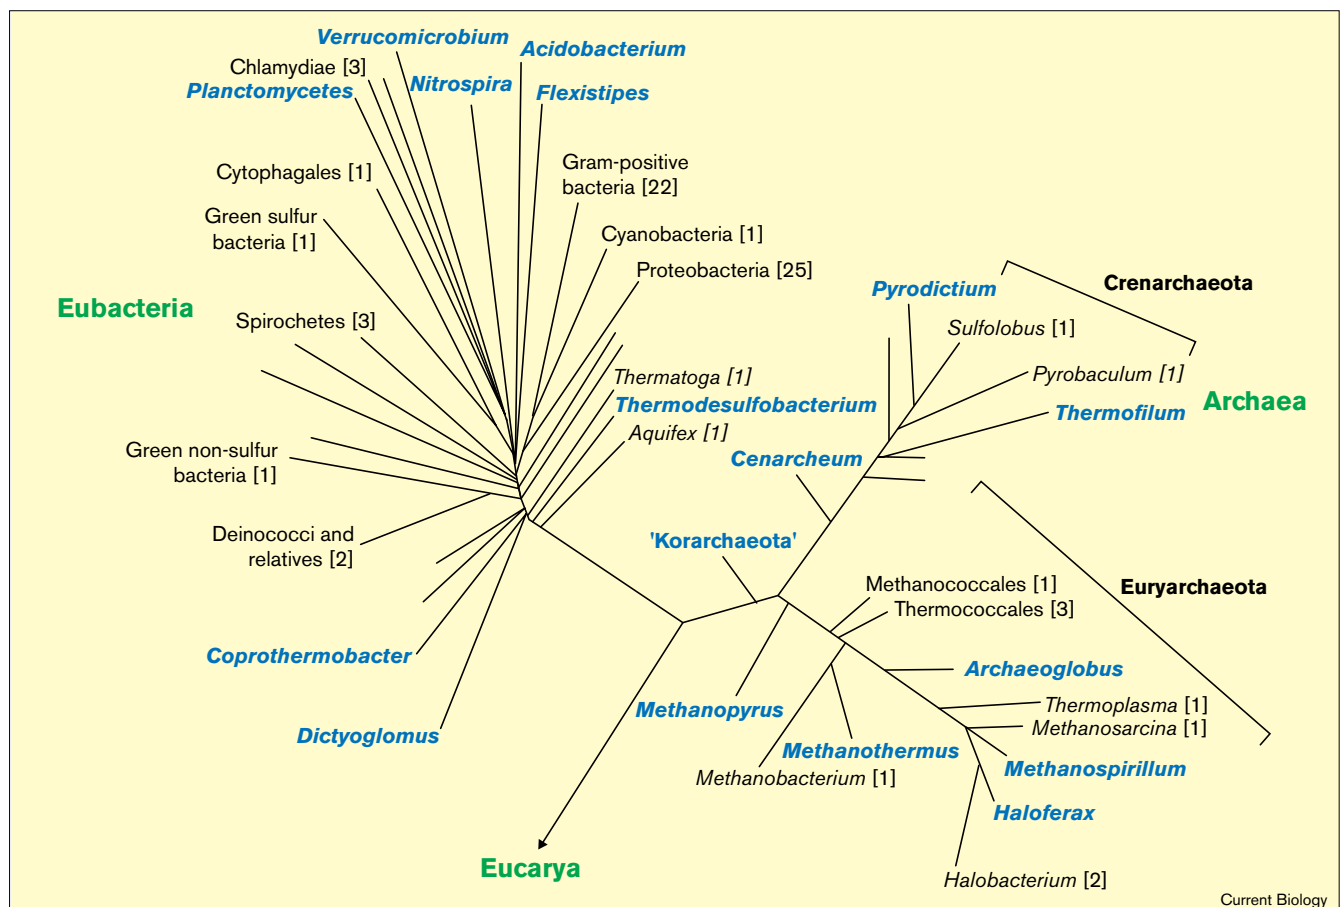 Verrucomicrobium
Acidobacterium
Chlamydiae [3]
Planctomycetes
Nitrospira
Flexistipes
Cytophagales [1]
Gram-positive
bacteria [22]
Green sulfur
bacteria [1]
Cyanobacteria [1]
Proteobacteria [25]
Eubacteria
Spirochetes [3]
Thermatoga [1]
Thermodesulfobacterium
Aquifex [1]
Green non-sulfur
bacteria [1]
Deinococci and
relatives [2]
Coprothermobacter
Dictyoglomus
Pyrodictium
Crenarchaeota
Sulfolobus [1]
Pyrobaculum [1]
Thermofilum
Archaea
Cenarcheum
'Korarchaeota'
Methanococcales [1]
Thermococcales [3]
Euryarchaeota
Archaeoglobus
Methanopyrus
Thermoplasma [1]
Methanosarcina [1]
Methanothermus
Methanospirillum
Methanobacterium [1]
Haloferax
Eucarya
Halobacterium [2]
Current Biology